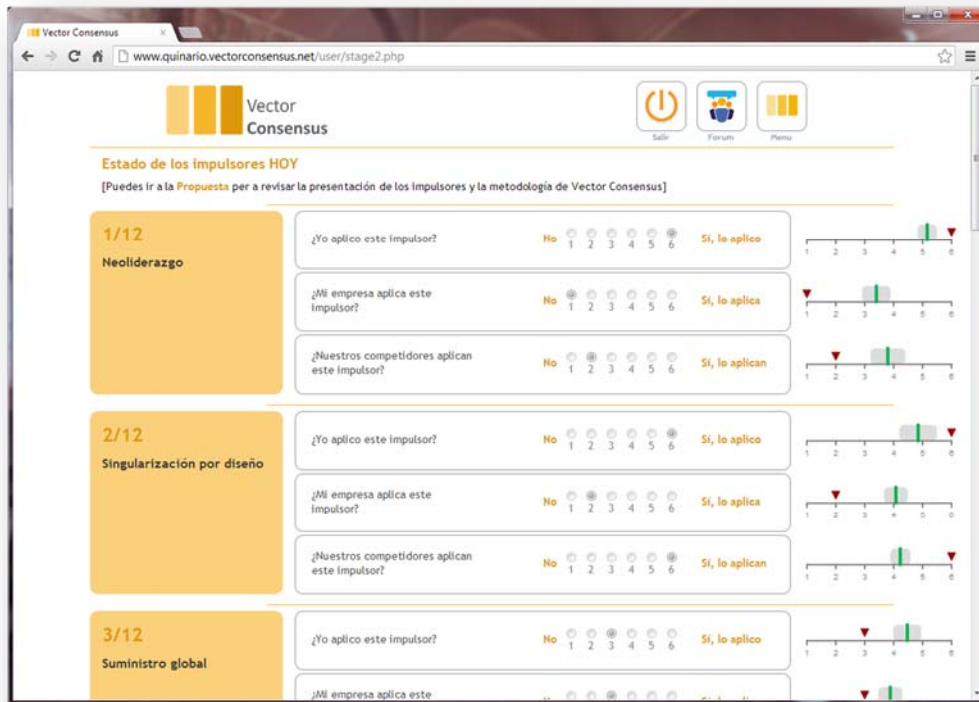 Vector Consensus
www.quinario.vectorconsensus.net/user/stage2.php
Vector
Consensus
Salir
Forum
Menu
Estado de los impulsores HOY
[Puedes ir a la Propuesta per a revisar la presentación de los impulsores y la metodología de Vector Consensus]
1/12
Neoliderazgo
¿Yo aplico este impulsor?
No 1 2 3 4 5 6 Sí, lo aplico
1 2 3 4 5 6
¿Mi empresa aplica este
impulsor?
No 1 2 3 4 5 6 Sí, lo aplica
1 2 3 4 5 6
¿Nuestros competidores aplican
este impulsor?
No 1 2 3 4 5 6 Sí, lo aplican
1 2 3 4 5 6
2/12
Singularización por diseño
¿Yo aplico este impulsor?
No 1 2 3 4 5 6 Sí, lo aplico
1 2 3 4 5 6
¿Mi empresa aplica este
impulsor?
No 1 2 3 4 5 6 Sí, lo aplica
1 2 3 4 5 6
¿Nuestros competidores aplican
este impulsor?
No 1 2 3 4 5 6 Sí, lo aplican
1 2 3 4 5 6
3/12
Suministro global
¿Yo aplico este impulsor?
No 1 2 3 4 5 6 Sí, lo aplico
1 2 3 4 5 6
¿Mi empresa aplica este